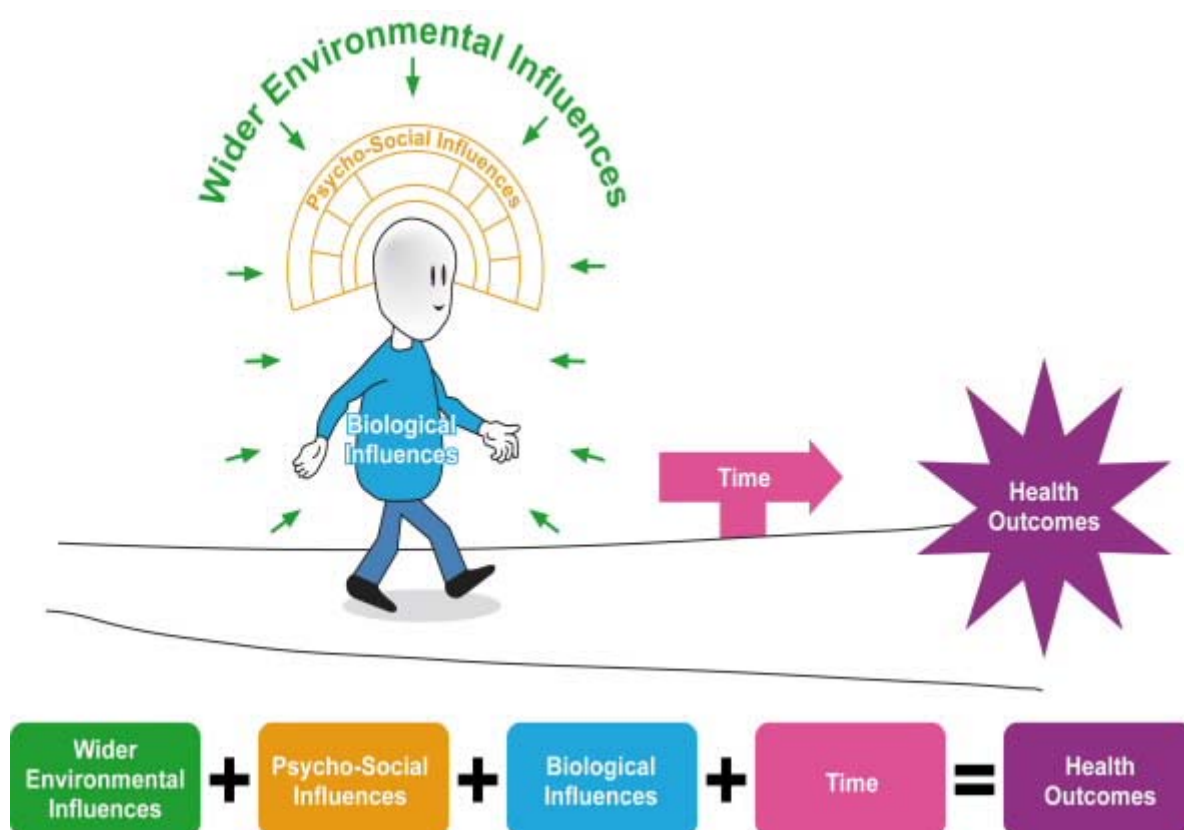 Wider Environmental Influences
Psycho-Social Influences
Biological
Influences
Time
Health
Outcomes
Wider
Environmental
Influences
+
Psycho-Social
Influences
+
Biological
Influences
+
Time
=
Health
Outcomes